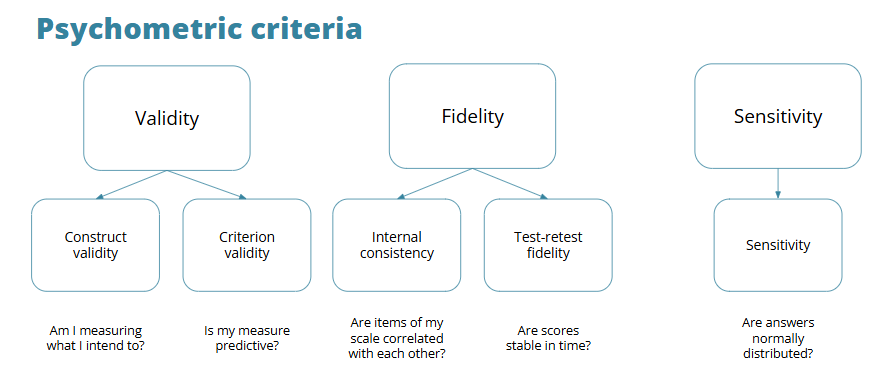 Psychometric criteria
Validity
Fidelity
Sensitivity
Construct
validity
Criterion
validity
Internal
consistency
Test-retest
fidelity
Sensitivity
Am I measuring
what I intend to?
Is my measure
predictive?
Are items of my
scale correlated
with each other?
Are scores
stable in time?
Are answers
normally
distributed?